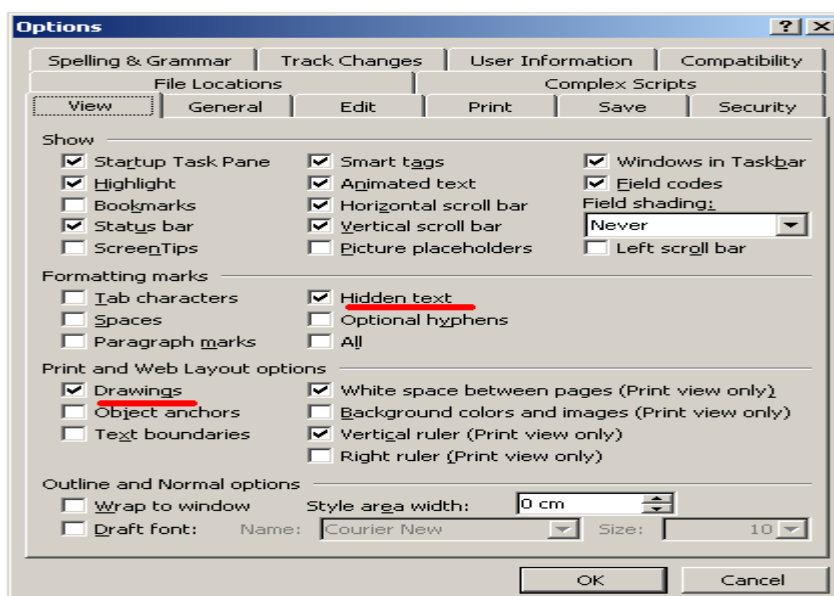 Options
Spelling & Grammar Track Changes User Information Compatibility
File Locations Complex Scripts
View General Edit Print Save Security
Show
Startup Task Pane Smart tags Windows in Taskbar
Highlight Animated text Field codes
Bookmarks Horizontal scroll bar Field shading:
Status bar Vertical scroll bar Never
ScreenTips Picture placeholders Left scroll bar
Formatting marks
Tab characters Hidden text
Spaces Optional hyphens
Paragraph marks All
Print and Web Layout options
Drawings White space between pages (Print view only)
Object anchors Background colors and images (Print view only)
Text boundaries Vertical ruler (Print view only)
Right ruler (Print view only)
Outline and Normal options
Wrap to window Style area width: 0 cm
Draft font: Name: Courier New Size: 10
OK Cancel